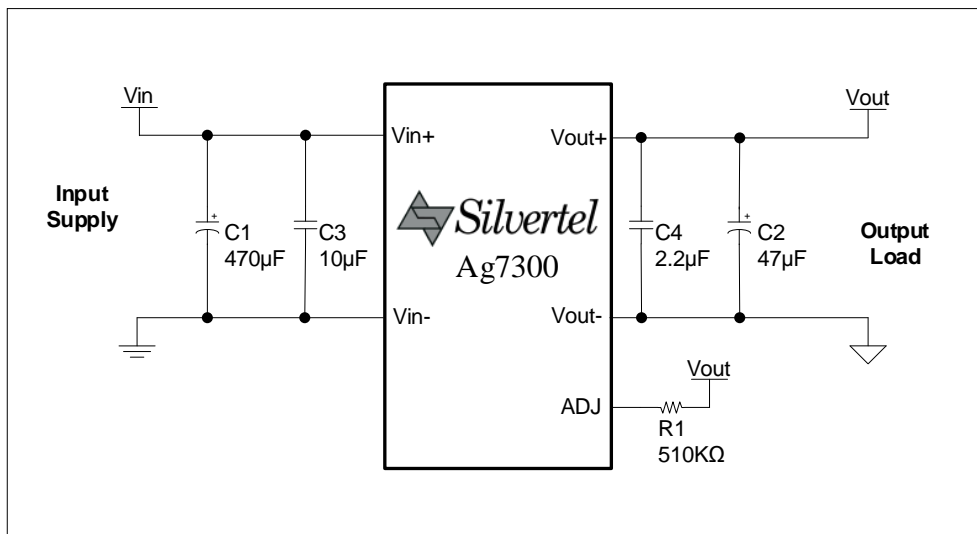 Vin
Vout
Vin+
Vout+
Input
Supply
+
C1
470µF
C3
10µF
Silvertel
Ag7300
C4
2.2µF
+
C2
47µF
Output
Load
Vin-
Vout-
Vout
ADJ
R1
510KΩ